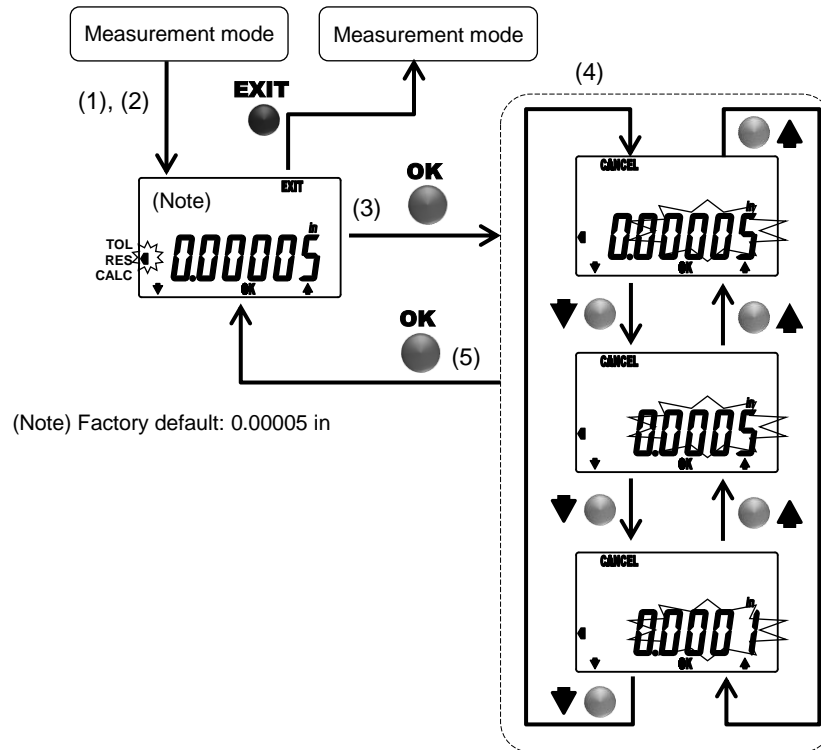 Measurement mode
Measurement mode
(4)
(1), (2)
EXIT
OK
(3)
EXIT
(Note)
in
0.00005
TOL
RES
CALC
OK
OK
(5)
(Note) Factory default: 0.00005 in
CANCEL
in
0.00005
OK
CANCEL
in
0.0005
OK
CANCEL
in
0.0001
OK